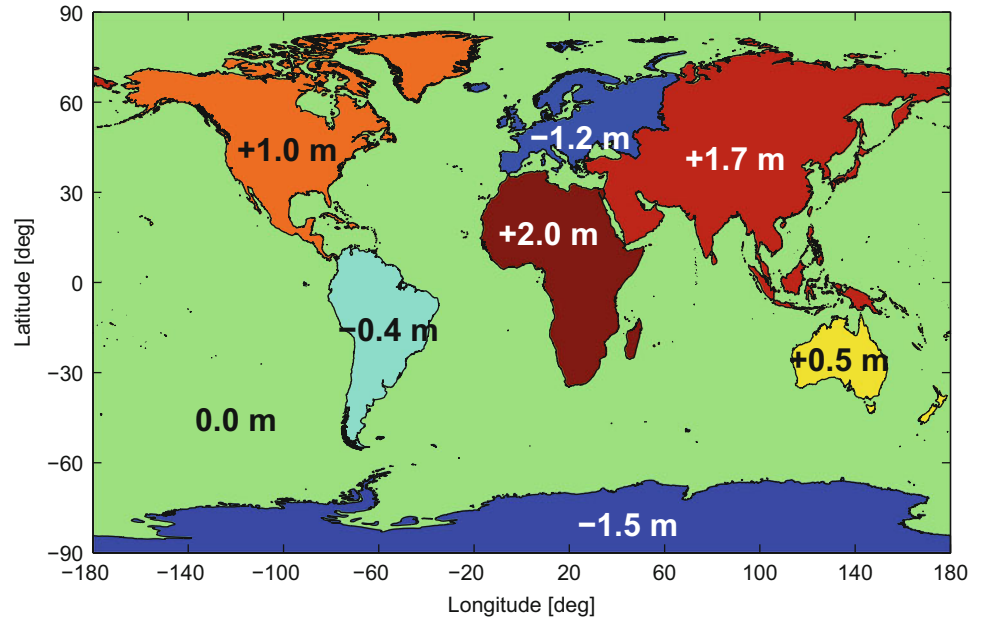 90
60
30
0
−30
−60
−90
Latitude [deg]
+1.0 m
−1.2 m
+1.7 m
+2.0 m
−0.4 m
+0.5 m
0.0 m
−1.5 m
−180 −140 −100 −60 −20 20 60 100 140 180
Longitude [deg]